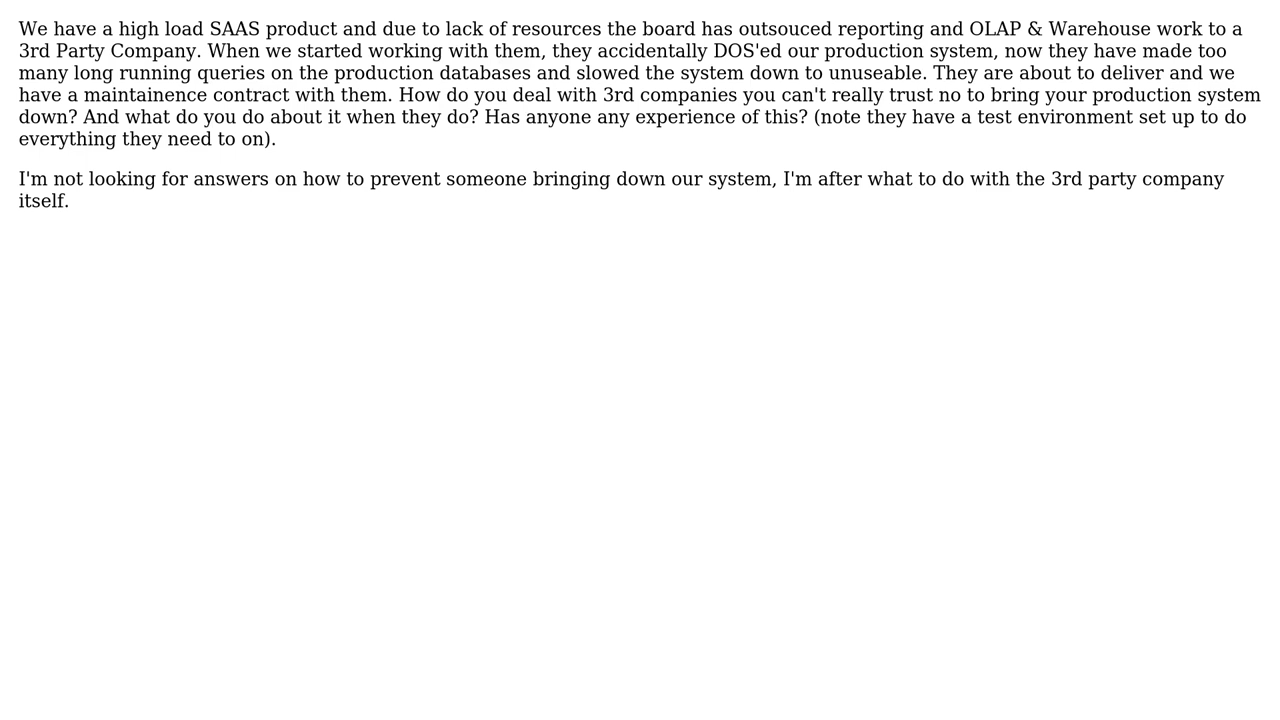 We have a high load SAAS product and due to lack of resources the board has outsouced reporting and OLAP & Warehouse work to a
3rd Party Company. When we started working with them, they accidentally DOS'ed our production system, now they have made too
many long running queries on the production databases and slowed the system down to unuseable. They are about to deliver and we
have a maintainence contract with them. How do you deal with 3rd companies you can't really trust no to bring your production system
down? And what do you do about it when they do? Has anyone any experience of this? (note they have a test environment set up to do
everything they need to on).
I'm not looking for answers on how to prevent someone bringing down our system, I'm after what to do with the 3rd party company
itself.